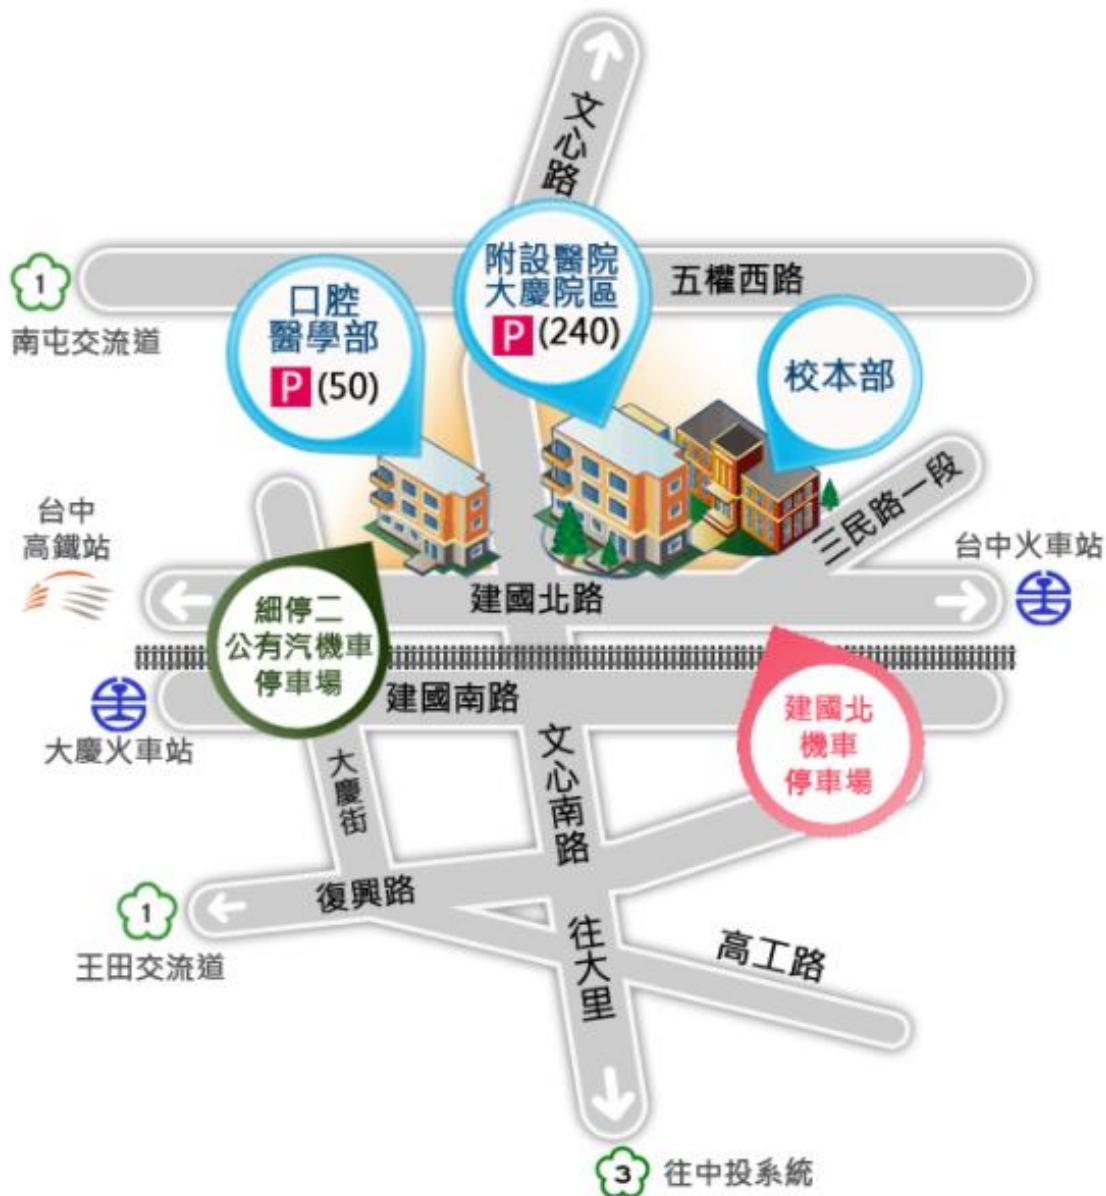 文心路
附設醫院
大慶院區
P (240)
五權西路
1
南屯交流道
口腔
醫學部
P (50)
校本部
三民路一段
台中
高鐵站
建國北路
台中火車站
細停二
公有汽機車
停車場
建國南路
大慶火車站
建國北
機車
停車場
大慶街
文心南路
復興路
1
王田交流道
往大里
高工路
3 往中投系統